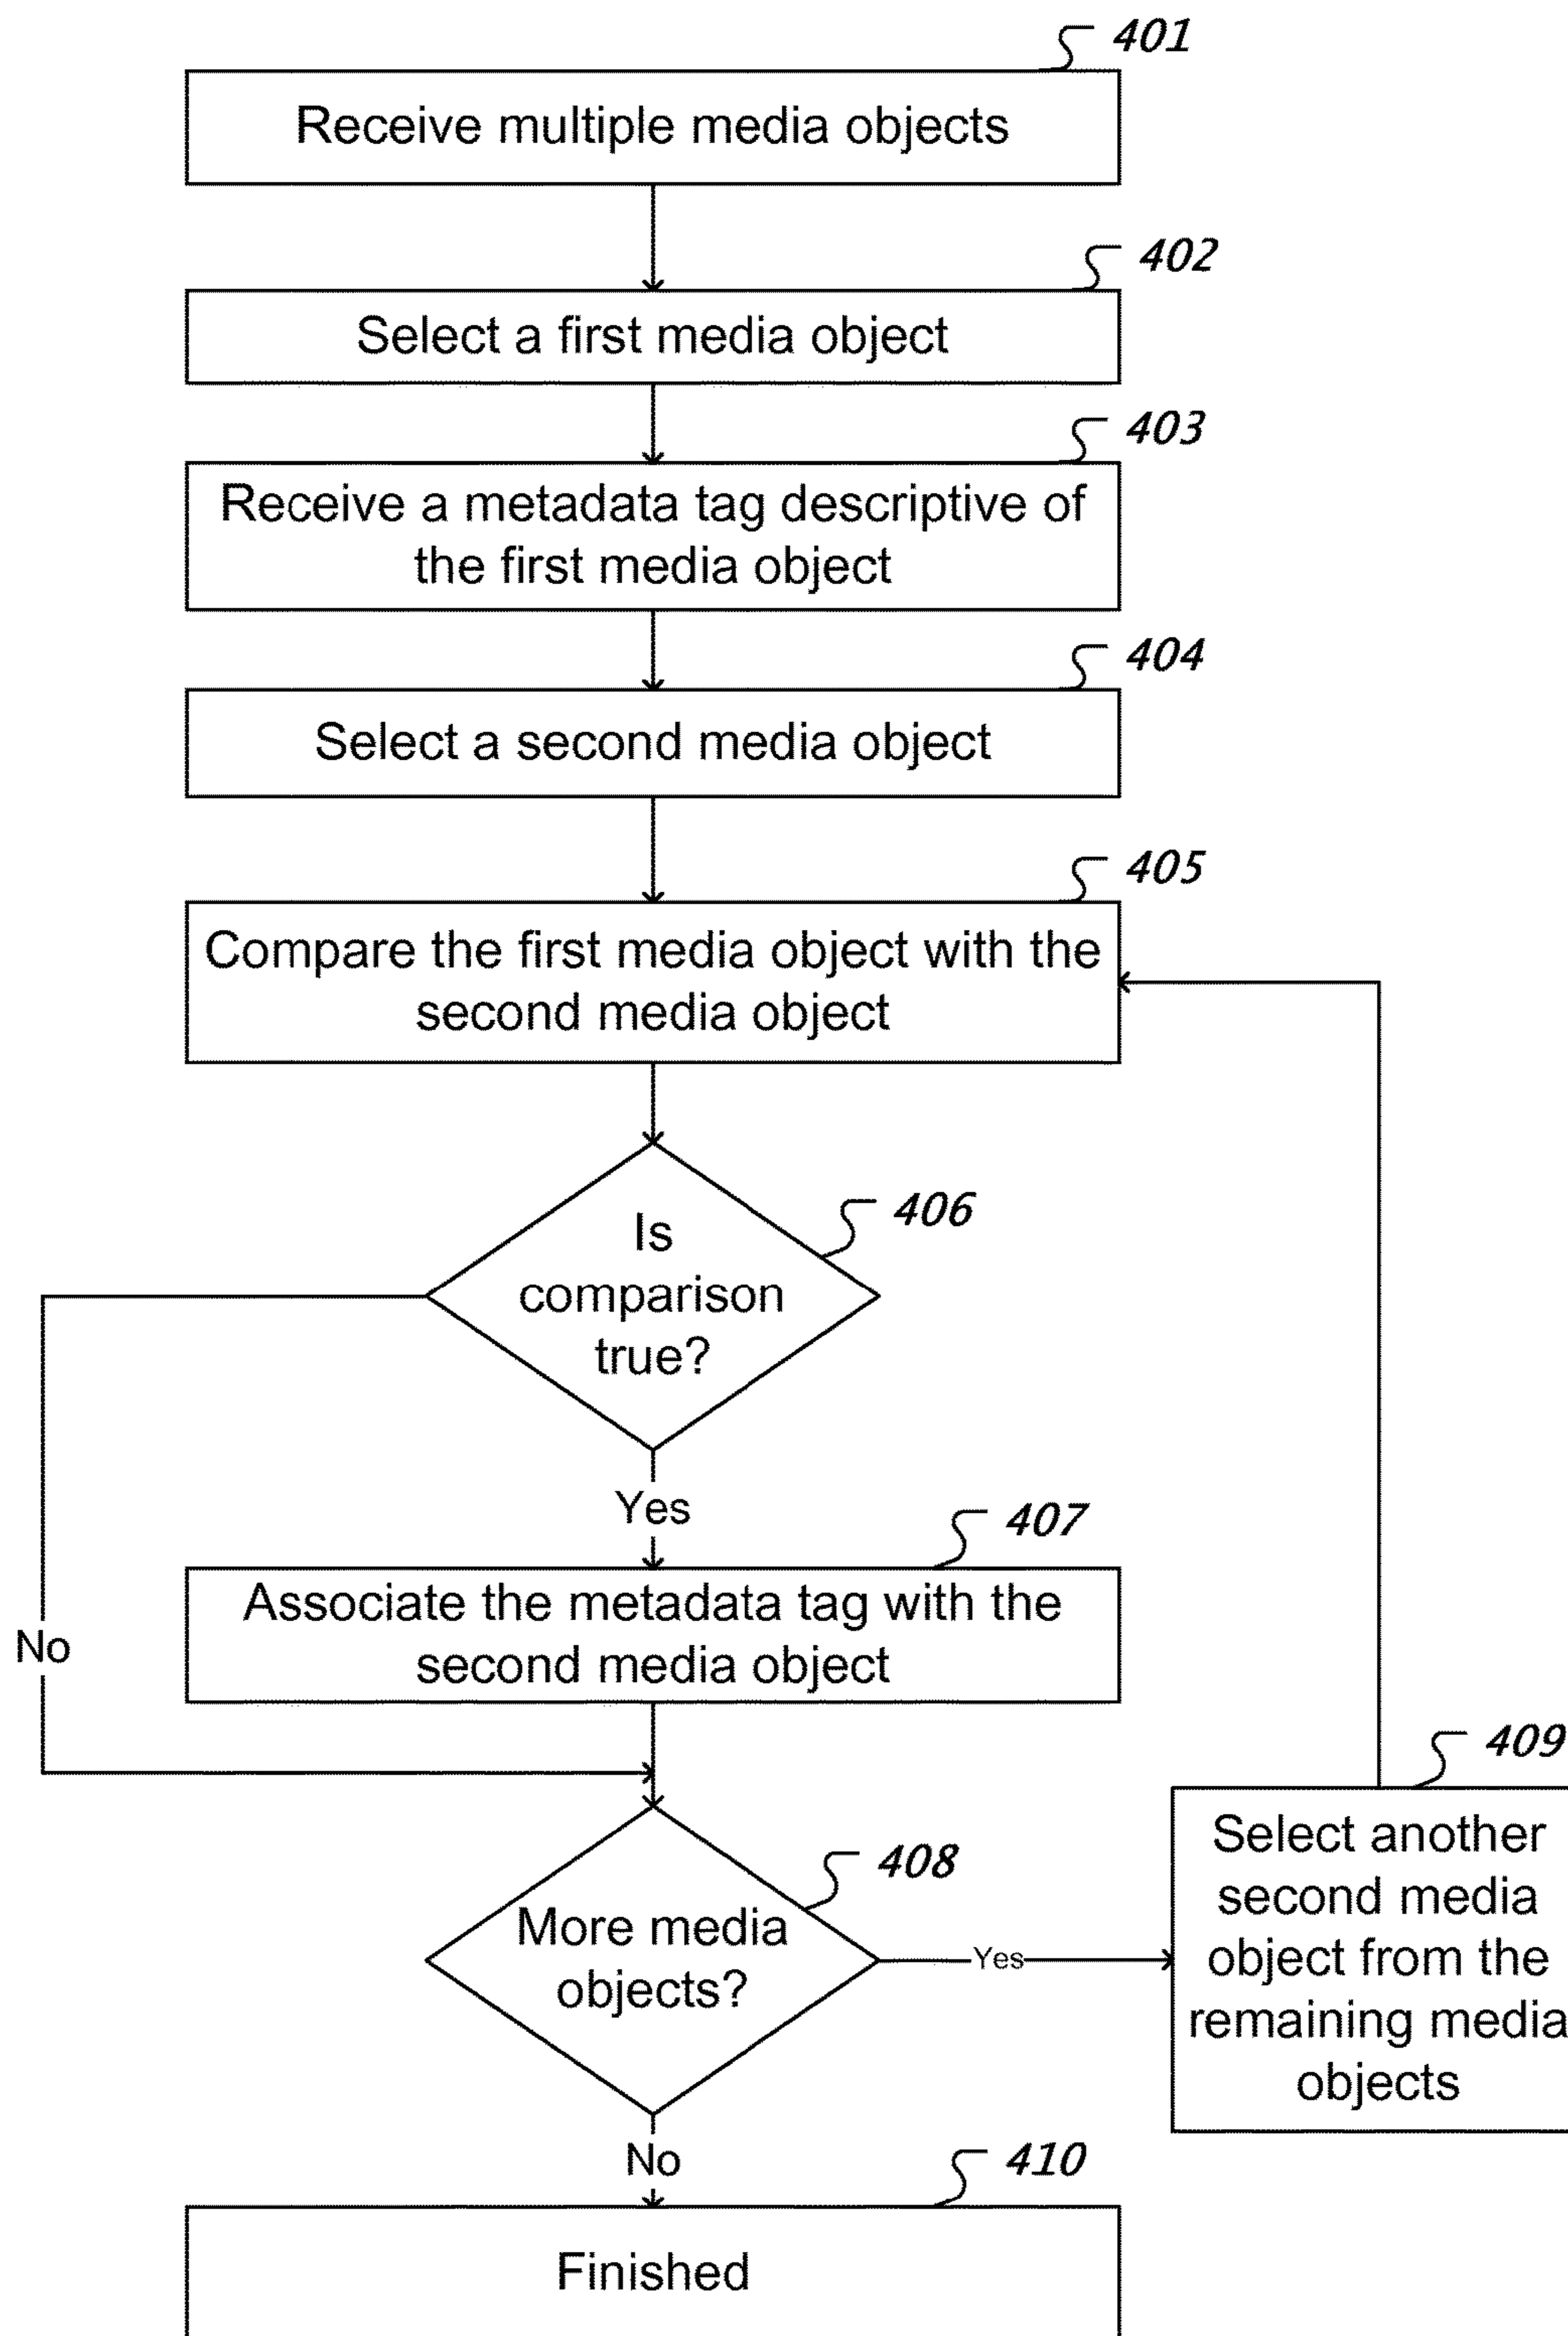 401
Receive multiple media objects
402
Select a first media object
403
Receive a metadata tag descriptive of
the first media object
404
Select a second media object
405
Compare the first media object with the
second media object
406
Is
comparison
true?
Yes
407
Associate the metadata tag with the
second media object
No
409
408
More media
objects?
Yes
Select another
second media
object from the
remaining media
objects
No
410
Finished